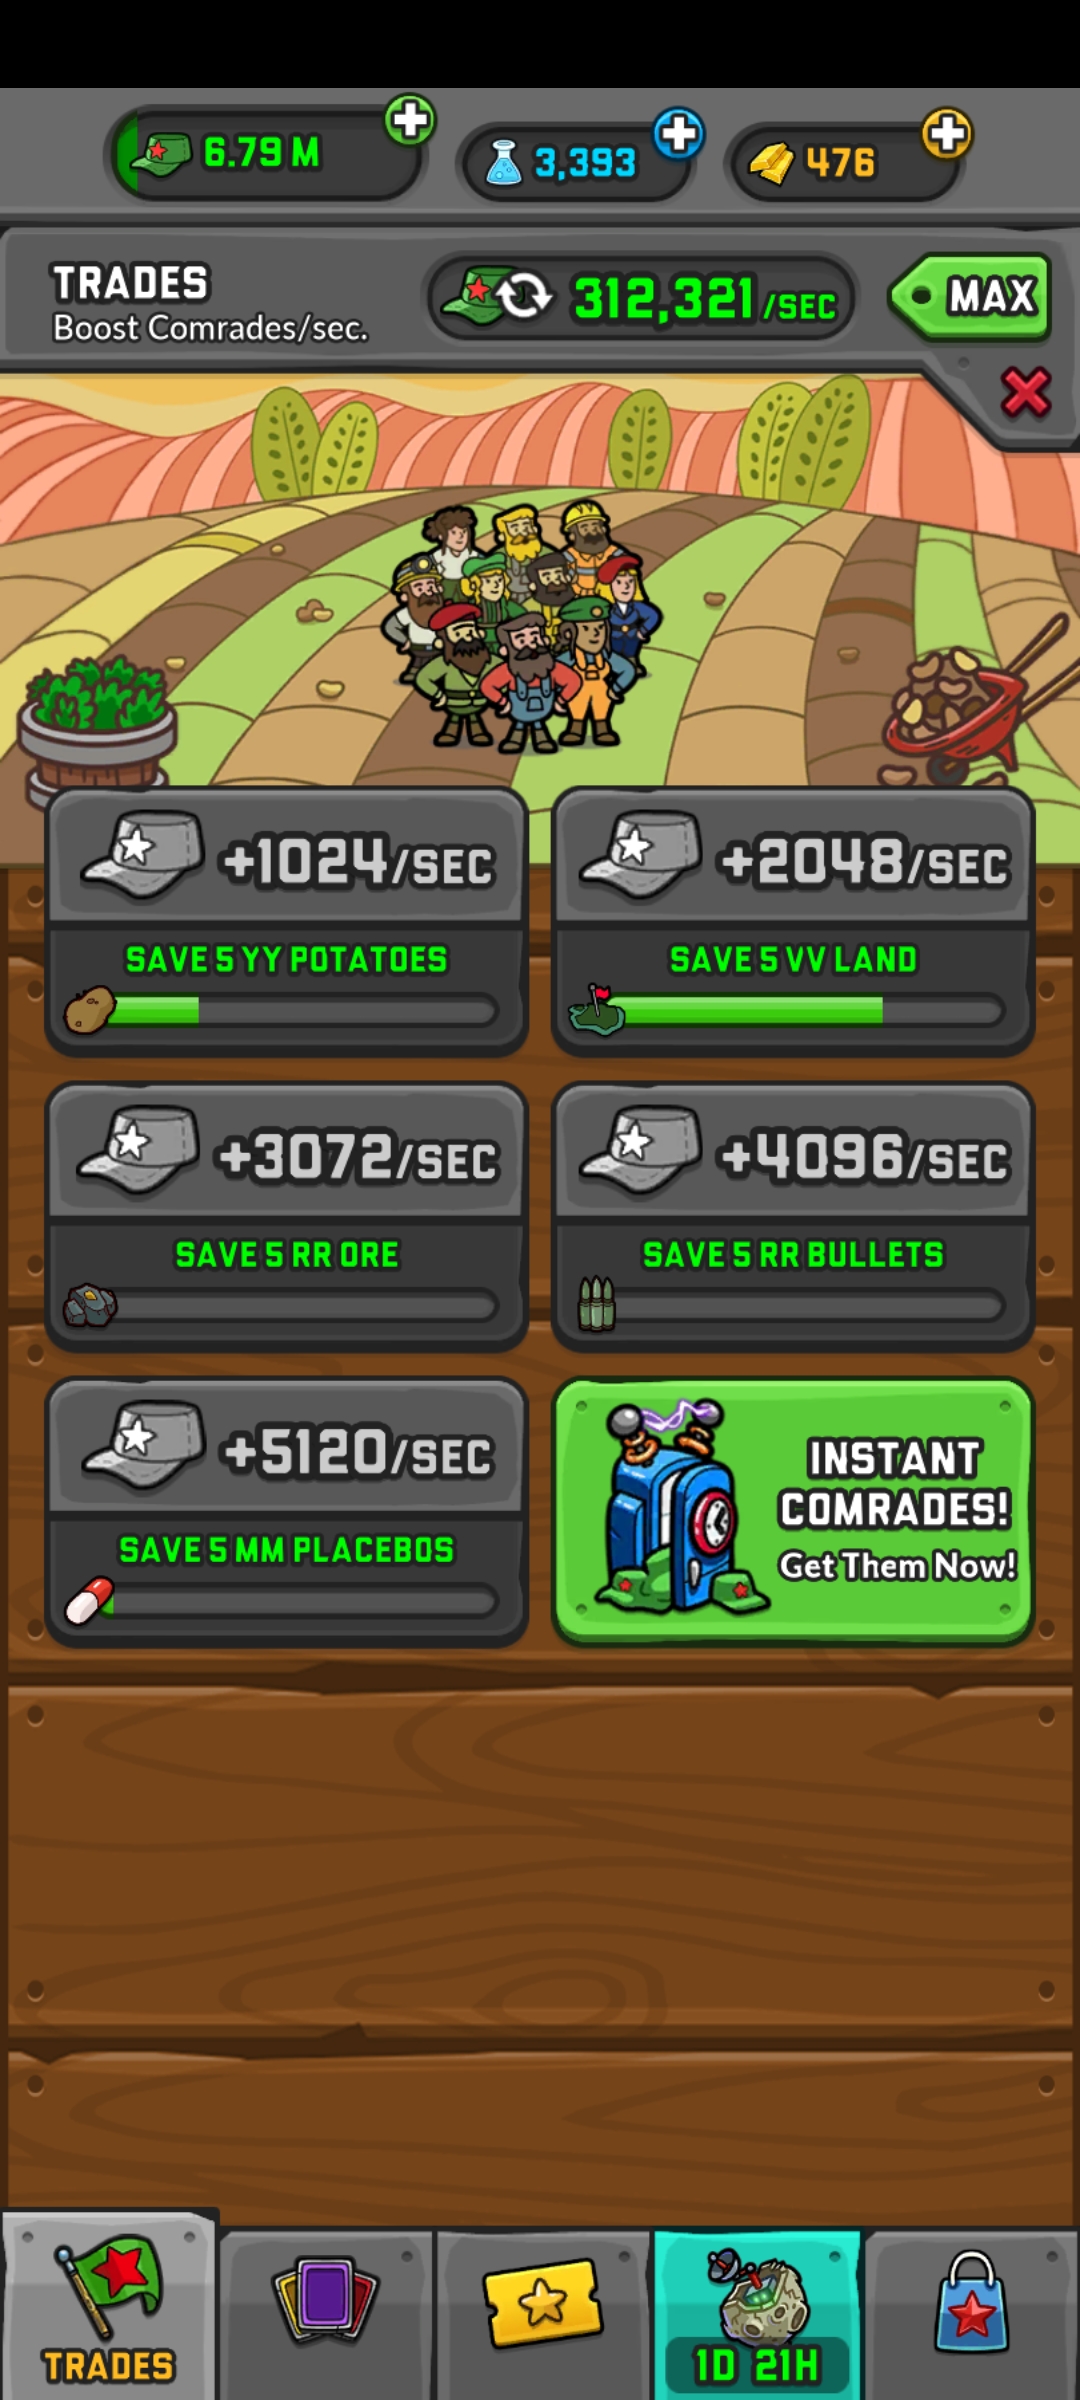 6.79 M
3,393
476
TRADES
Boost Comrades/sec.
312,321/SEC
MAX
+1024/SEC
+2048/SEC
SAVE 5 YY POTATOES
SAVE 5 VV LAND
+3072/SEC
+4096/SEC
SAVE 5 RR ORE
SAVE 5 RR BULLETS
+5120/SEC
SAVE 5 MM PLACEBOS
INSTANT
COMRADES!
Get Them Now!
TRADES
1D 21H